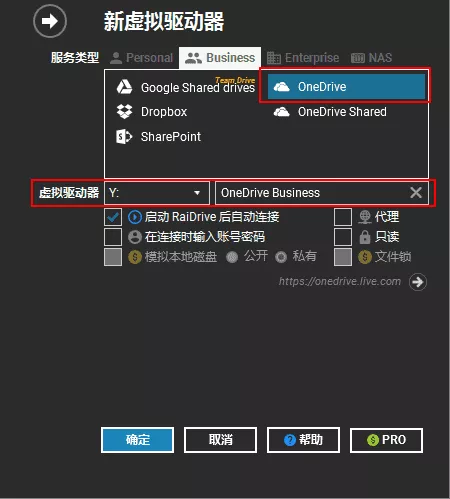 新虚拟驱动器
服务类型 Personal Business Enterprise NAS
Team Drive
Google Shared drives OneDrive
Dropbox OneDrive Shared
SharePoint
虚拟驱动器 Y: OneDrive Business
启动 RaiDrive 后自动连接 代理
在连接时输入账号密码 只读
模拟本地磁盘 公开 私有 文件锁
https://onedrive.live.com
确定 取消 帮助 PRO